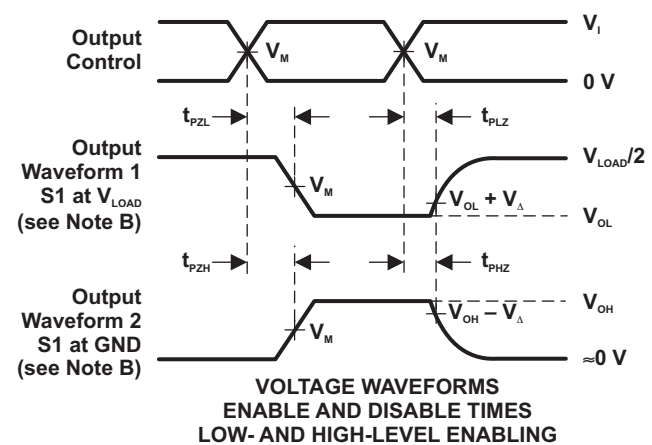 Output
Control
V_M
V_M
V_I
0 V
t_PZL
t_PLZ
Output
Waveform 1
S1 at V_LOAD
(see Note B)
V_M
V_OL + V_Δ
V_LOAD/2
V_OL
t_PZH
t_PHZ
Output
Waveform 2
S1 at GND
(see Note B)
V_M
V_OH – V_Δ
V_OH
≈0 V
VOLTAGE WAVEFORMS
ENABLE AND DISABLE TIMES
LOW- AND HIGH-LEVEL ENABLING